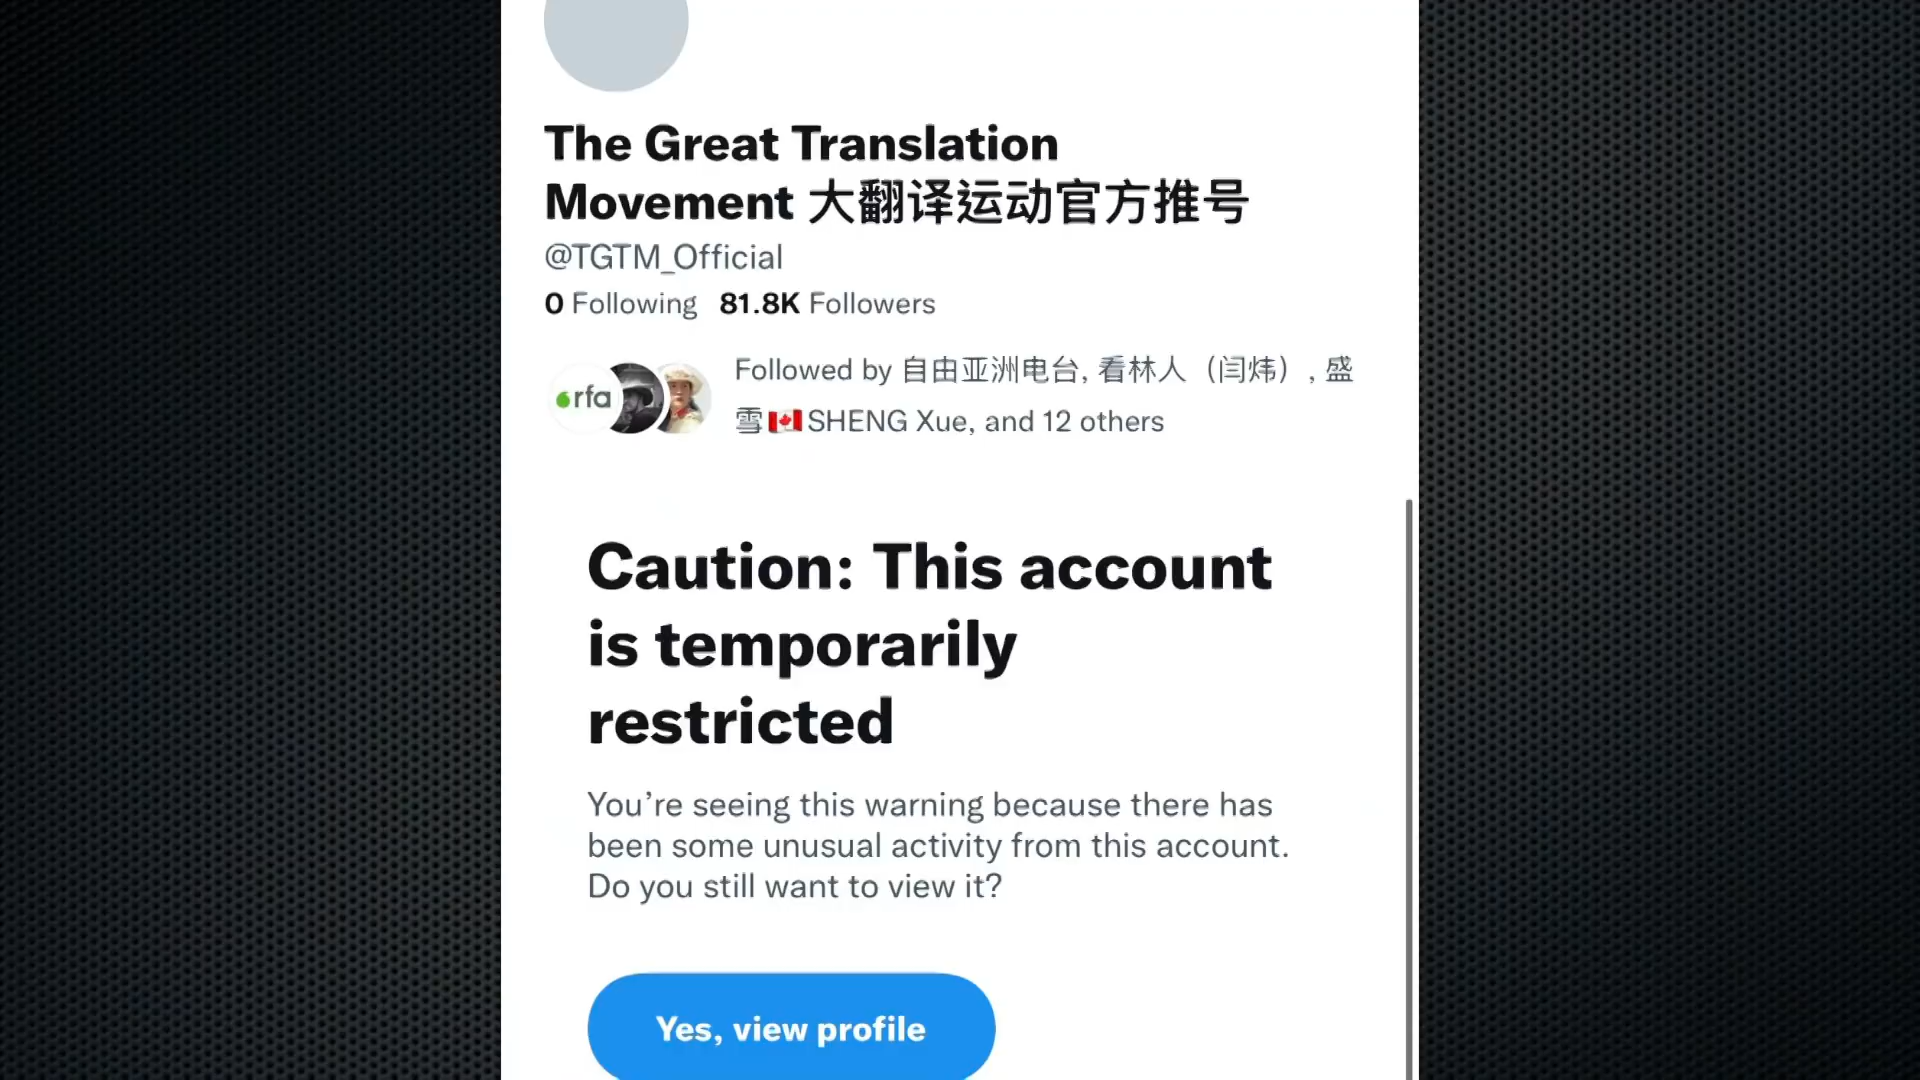 The Great Translation
Movement 大翻译运动官方推号
@TGTM_Official
0 Following 81.8K Followers
rfa
Followed by 自由亚洲电台, 看林人（闫炜）, 盛
雪🇨🇦SHENG Xue, and 12 others
Caution: This account
is temporarily
restricted
You’re seeing this warning because there has
been some unusual activity from this account.
Do you still want to view it?
Yes, view profile